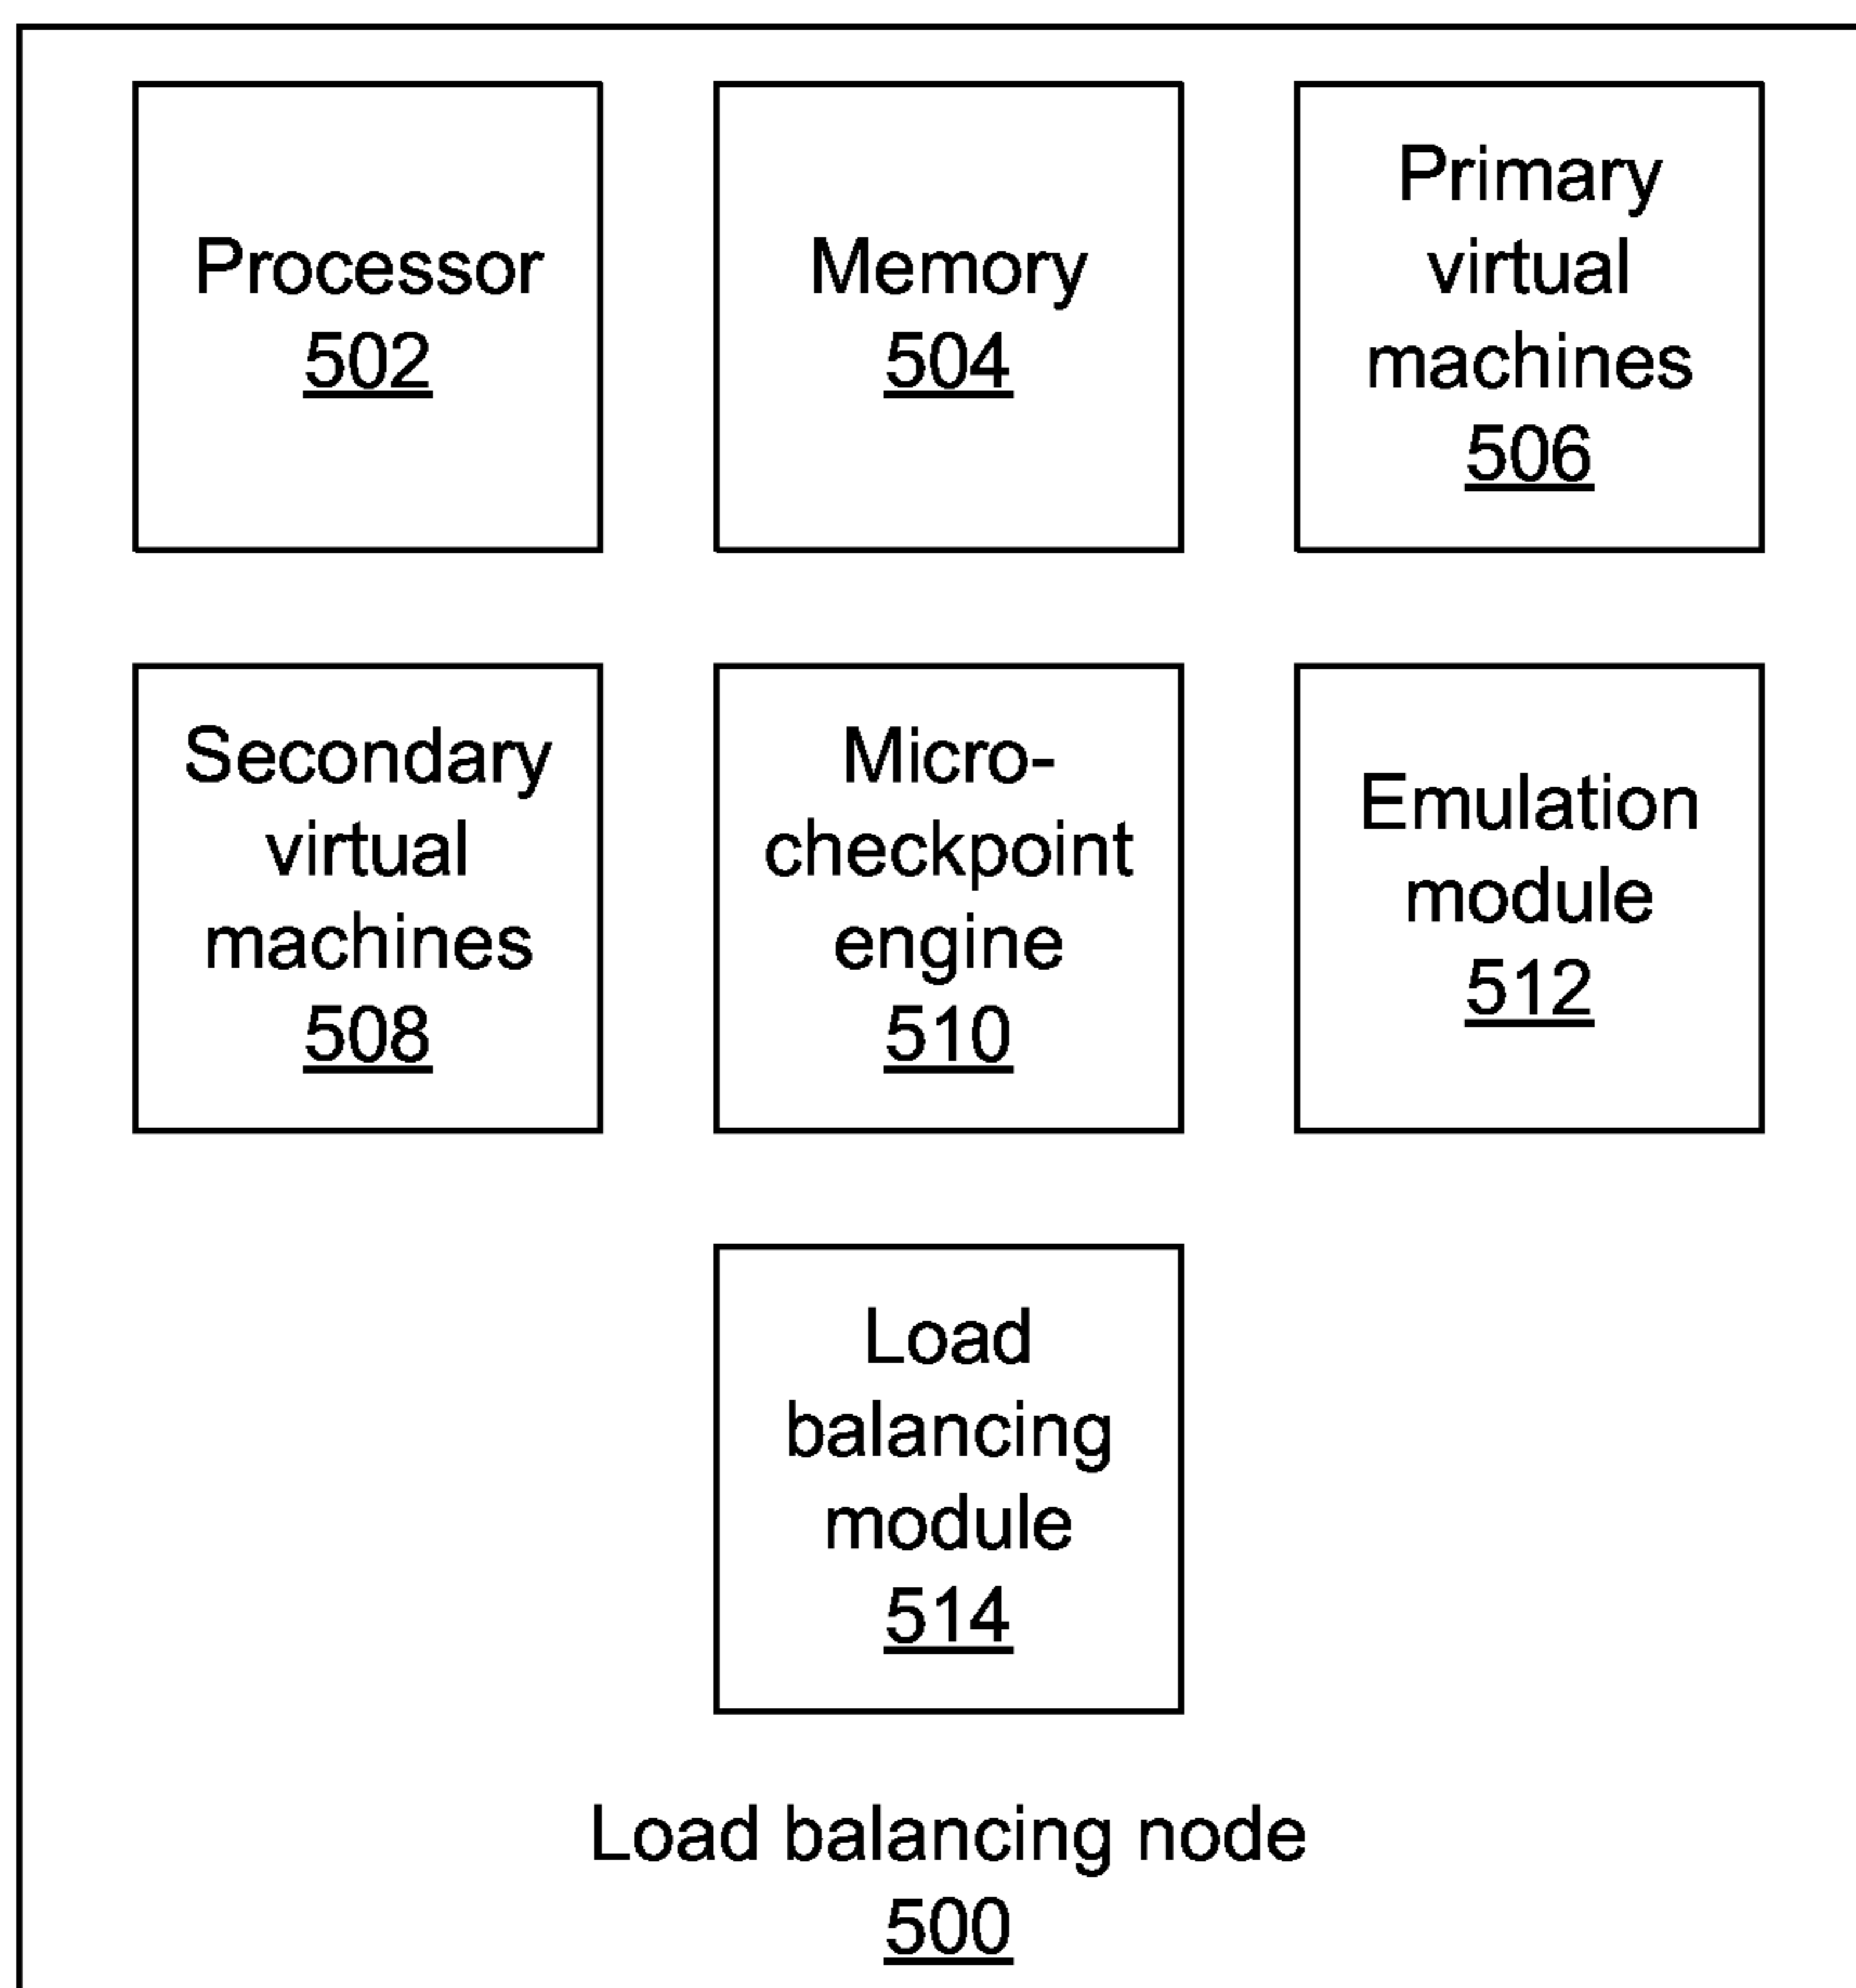 Processor
502
Memory
504
Primary
virtual
machines
506
Secondary
virtual
machines
508
Micro-
checkpoint
engine
510
Emulation
module
512
Load
balancing
module
514
Load balancing node
500